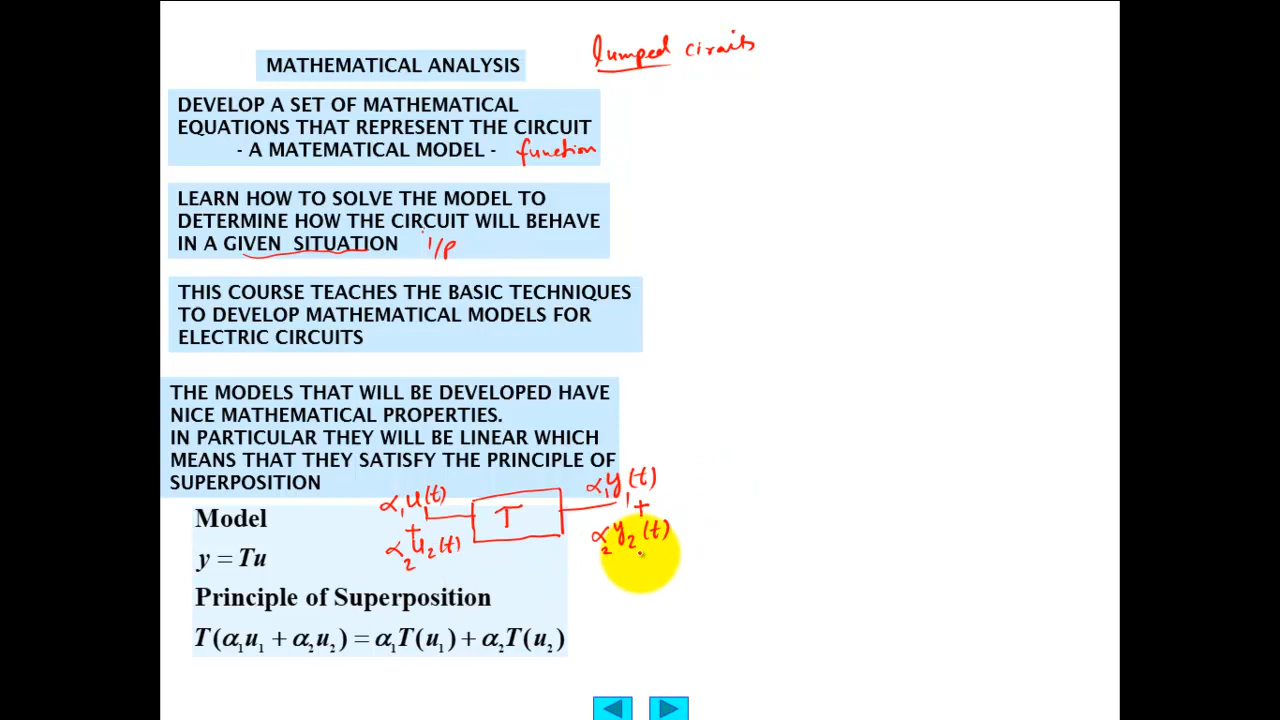 lumped ciraits
MATHEMATICAL ANALYSIS
DEVELOP A SET OF MATHEMATICAL
EQUATIONS THAT REPRESENT THE CIRCUIT
- A MATEMATICAL MODEL - function
LEARN HOW TO SOLVE THE MODEL TO
DETERMINE HOW THE CIRCUIT WILL BEHAVE
IN A GIVEN SITUATION i/p
THIS COURSE TEACHES THE BASIC TECHNIQUES
TO DEVELOP MATHEMATICAL MODELS FOR
ELECTRIC CIRCUITS
THE MODELS THAT WILL BE DEVELOPED HAVE
NICE MATHEMATICAL PROPERTIES.
IN PARTICULAR THEY WILL BE LINEAR WHICH
MEANS THAT THEY SATISFY THE PRINCIPLE OF
SUPERPOSITION
α₁u₁(t) T α₁y₁(t)
+ +
α₂u₂(t) α₂y₂(t)
Model
y = Tu
Principle of Superposition
T(α₁u₁ + α₂u₂) = α₁T(u₁) + α₂T(u₂)